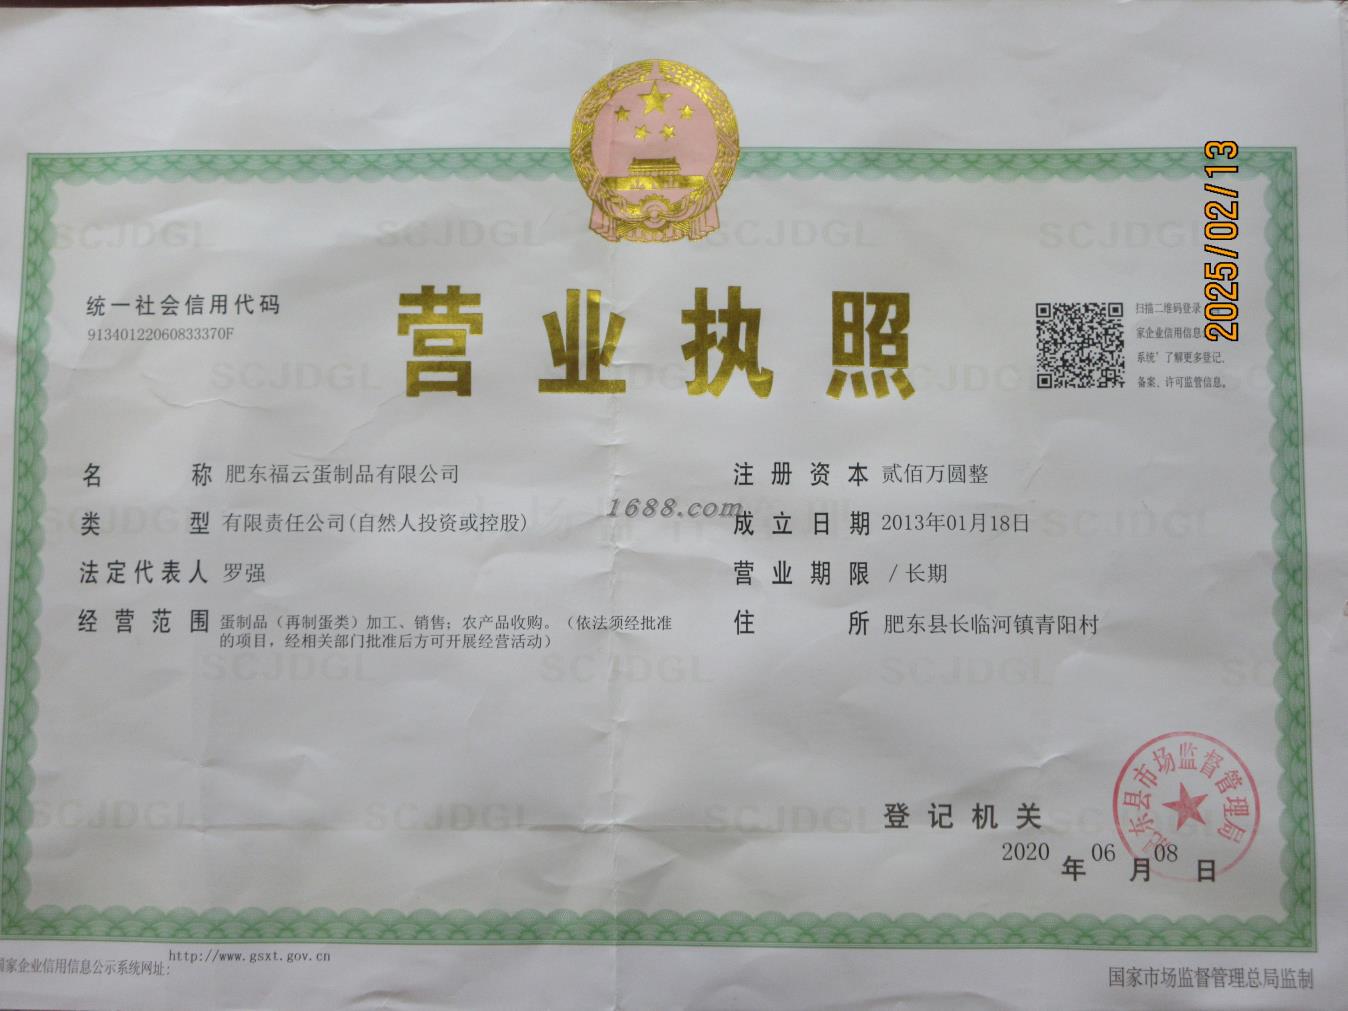 2025/02/13
统一社会信用代码
91340122060833370F
营业执照
扫描二维码登录
家企业信用信息
系统’了解更多登记、
备案、许可监管信息。
名称 肥东福云蛋制品有限公司
类型 有限责任公司(自然人投资或控股)
法定代表人 罗强
经营范围 蛋制品（再制蛋类）加工、销售；农产品收购。（依法须经批准
的项目，经相关部门批准后方可开展经营活动）
1688.com
注册资本 贰佰万圆整
成立日期 2013年01月18日
营业期限 / 长期
住所 肥东县长临河镇青阳村
登记机关
肥东县市场监督管理局
2020年06月08日
国家企业信用信息公示系统网址：
http://www.gsxt.gov.cn
国家市场监督管理总局监制
SCJDGL